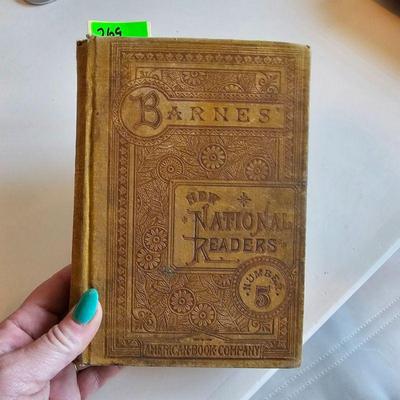 269
BARNES'
NEW
NATIONAL
READERS
NUMBER
5
AMERICAN·BOOK·COMPANY